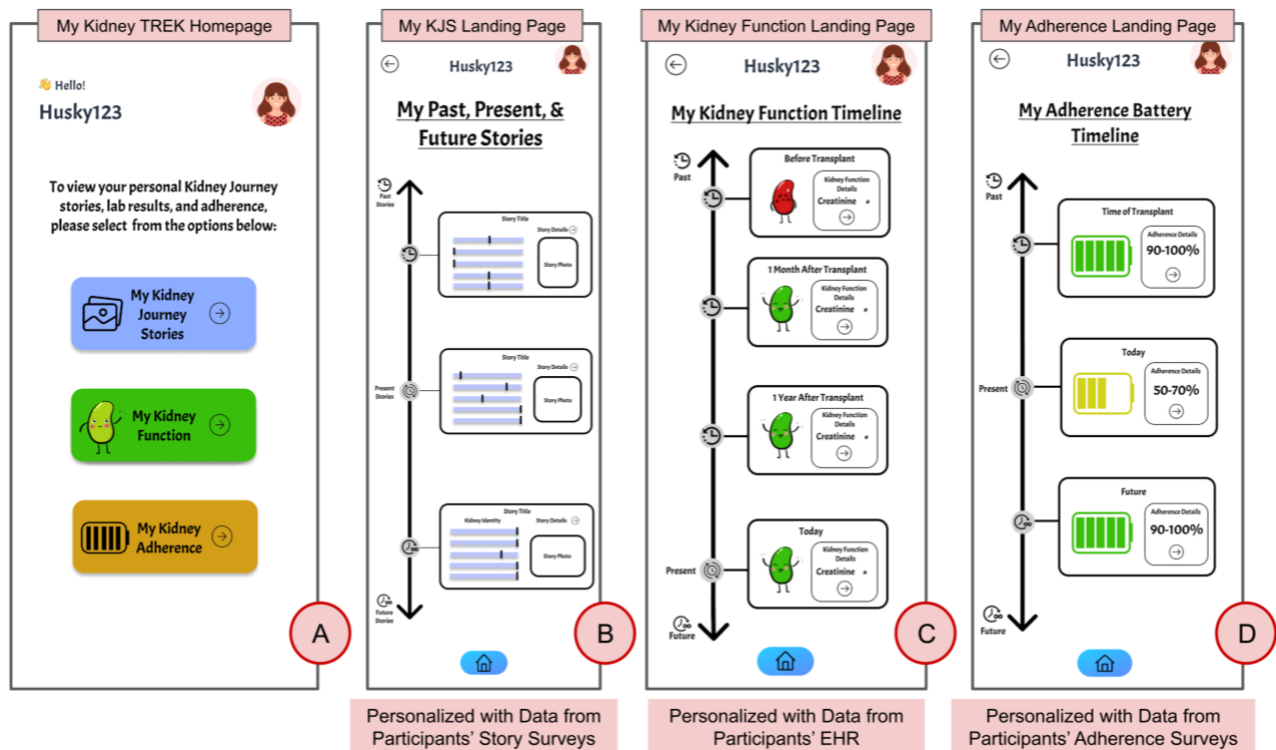 My Kidney TREK Homepage
👋 Hello!
Husky123
To view your personal Kidney Journey
stories, lab results, and adherence,
please select from the options below:
My Kidney
Journey
Stories
My Kidney
Function
My Kidney
Adherence
A
My KJS Landing Page
Husky123
My Past, Present, &
Future Stories
Past
Stories
Story Title
Story Details
Story Photo
Present
Stories
Story Title
Story Details
Story Photo
Story Title
Kidney Identity
Story Details
Story Photo
Future
Stories
B
Personalized with Data from
Participants' Story Surveys
My Kidney Function Landing Page
Husky123
My Kidney Function Timeline
Past
Before Transplant
Kidney Function
Details
Creatinine
1 Month After Transplant
Kidney Function
Details
Creatinine
1 Year After Transplant
Kidney Function
Details
Creatinine
Present
Today
Kidney Function
Details
Creatinine
Future
C
Personalized with Data from
Participants' EHR
My Adherence Landing Page
Husky123
My Adherence Battery
Timeline
Past
Time of Transplant
Adherence Details
90-100%
Present
Today
Adherence Details
50-70%
Future
Adherence Details
90-100%
Future
D
Personalized with Data from
Participants' Adherence Surveys